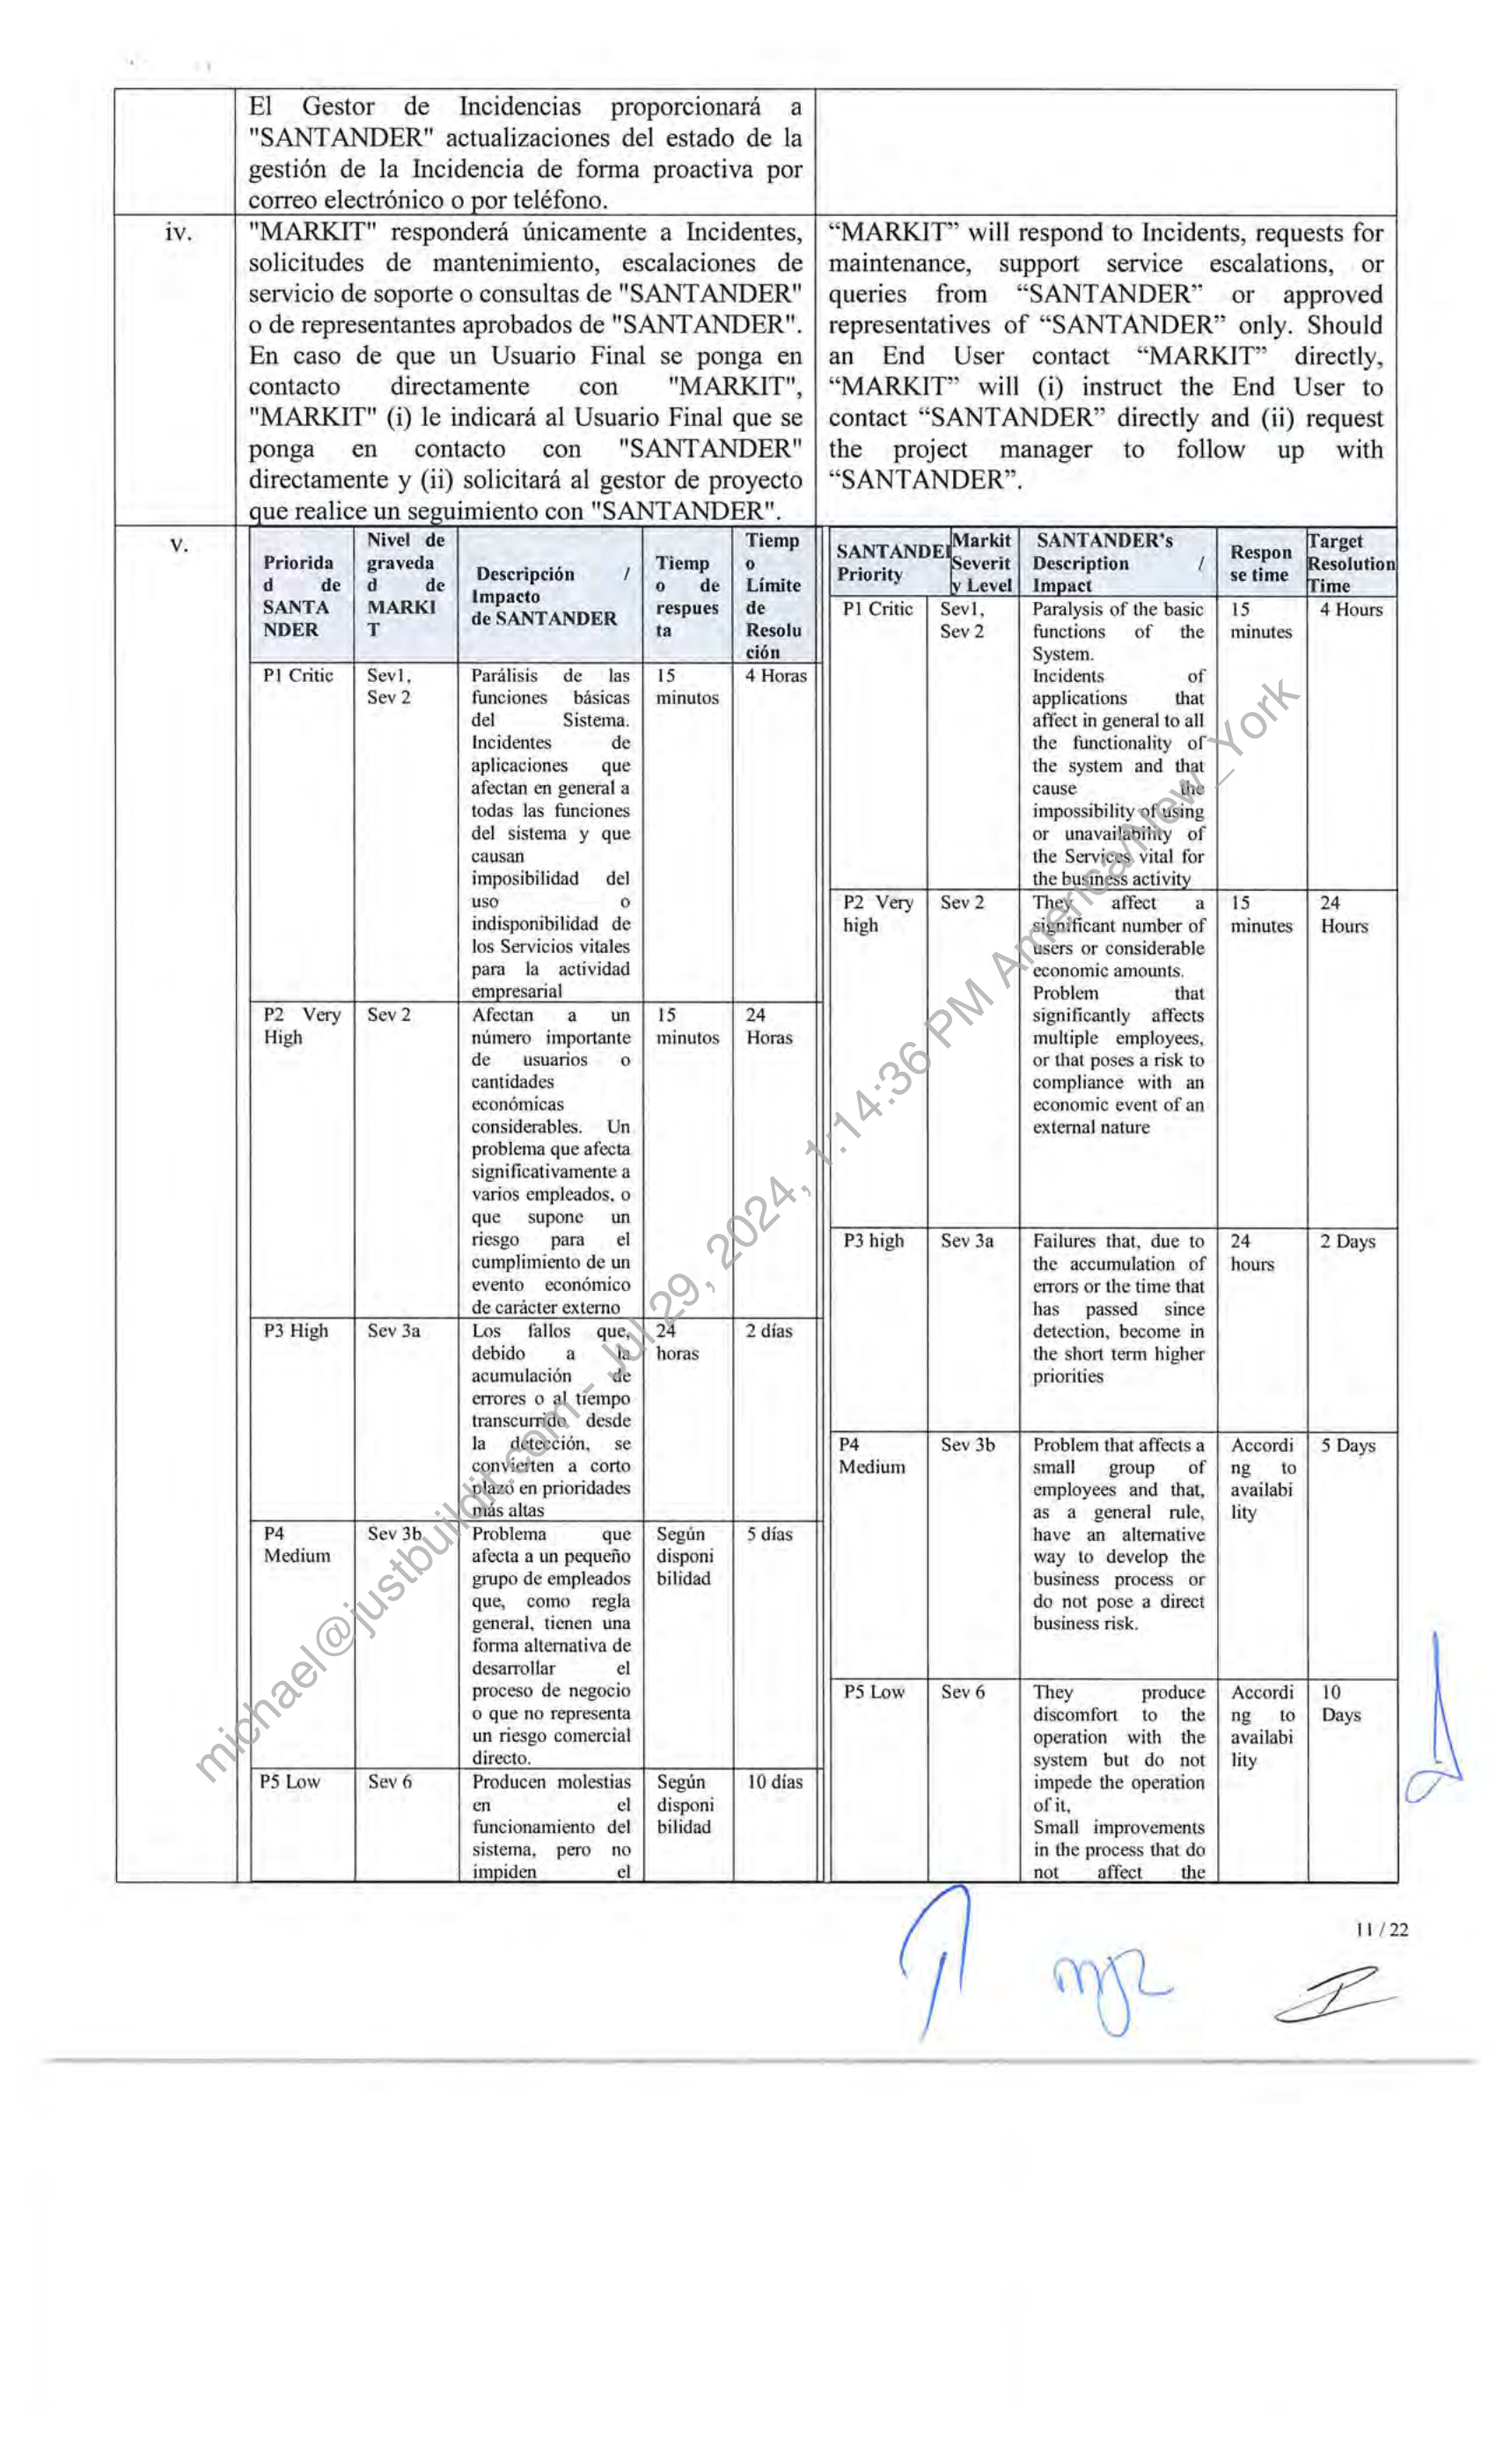 El Gestor de Incidencias proporcionará a
"SANTANDER" actualizaciones del estado de la
gestión de la Incidencia de forma proactiva por
correo electrónico o por teléfono.
iv.
"MARKIT" responderá únicamente a Incidentes,
solicitudes de mantenimiento, escalaciones de
servicio de soporte o consultas de "SANTANDER"
o de representantes aprobados de "SANTANDER".
En caso de que un Usuario Final se ponga en
contacto directamente con "MARKIT",
"MARKIT" (i) le indicará al Usuario Final que se
ponga en contacto con "SANTANDER"
directamente y (ii) solicitará al gestor de proyecto
que realice un seguimiento con "SANTANDER".
“MARKIT” will respond to Incidents, requests for
maintenance, support service escalations, or
queries from “SANTANDER” or approved
representatives of “SANTANDER” only. Should
an End User contact “MARKIT” directly,
“MARKIT” will (i) instruct the End User to
contact “SANTANDER” directly and (ii) request
the project manager to follow up with
“SANTANDER”.
v.
Priorida
d de
SANTA
NDER
Nivel de
graveda
d de
MARKI
T
Descripción /
Impacto
de SANTANDER
Tiemp
o de
respues
ta
Tiemp
o
Límite
de
Resolu
ción
P1 Critic
Sev1,
Sev 2
Parálisis de las
funciones básicas
del Sistema.
Incidentes de
aplicaciones que
afectan en general a
todas las funciones
del sistema y que
causan
imposibilidad del
uso o
indisponibilidad de
los Servicios vitales
para la actividad
empresarial
15
minutos
4 Horas
P2 Very
High
Sev 2
Afectan a un
número importante
de usuarios o
cantidades
económicas
considerables. Un
problema que afecta
significativamente a
varios empleados, o
que supone un
riesgo para el
cumplimiento de un
evento económico
de carácter externo
15
minutos
24
Horas
P3 High
Sev 3a
Los fallos que,
debido a la
acumulación de
errores o al tiempo
transcurrido desde
la detección, se
convierten a corto
plazo en prioridades
más altas
24
horas
2 días
P4
Medium
Sev 3b
Problema que
afecta a un pequeño
grupo de empleados
que, como regla
general, tienen una
forma alternativa de
desarrollar el
proceso de negocio
o que no representa
un riesgo comercial
directo.
Según
disponi
bilidad
5 días
P5 Low
Sev 6
Producen molestias
en el
funcionamiento del
sistema, pero no
impiden el
Según
disponi
bilidad
10 días
SANTANDE
Priority
Markit
Severit
y Level
SANTANDER's
Description /
Impact
Respon
se time
Target
Resolution
Time
P1 Critic
Sev1,
Sev 2
Paralysis of the basic
functions of the
System.
Incidents of
applications that
affect in general to all
the functionality of
the system and that
cause the
impossibility of using
or unavailability of
the Services vital for
the business activity
15
minutes
4 Hours
P2 Very
high
Sev 2
They affect a
significant number of
users or considerable
economic amounts.
Problem that
significantly affects
multiple employees,
or that poses a risk to
compliance with an
economic event of an
external nature
15
minutes
24
Hours
P3 high
Sev 3a
Failures that, due to
the accumulation of
errors or the time that
has passed since
detection, become in
the short term higher
priorities
24
hours
2 Days
P4
Medium
Sev 3b
Problem that affects a
small group of
employees and that,
as a general rule,
have an alternative
way to develop the
business process or
do not pose a direct
business risk.
Accordi
ng to
availabi
lity
5 Days
P5 Low
Sev 6
They produce
discomfort to the
operation with the
system but do not
impede the operation
of it,
Small improvements
in the process that do
not affect the
Accordi
ng to
availabi
lity
10
Days
michael@justbuildit.com - Jul 29, 2024, 1:14:36 PM America/New_York
11 / 22